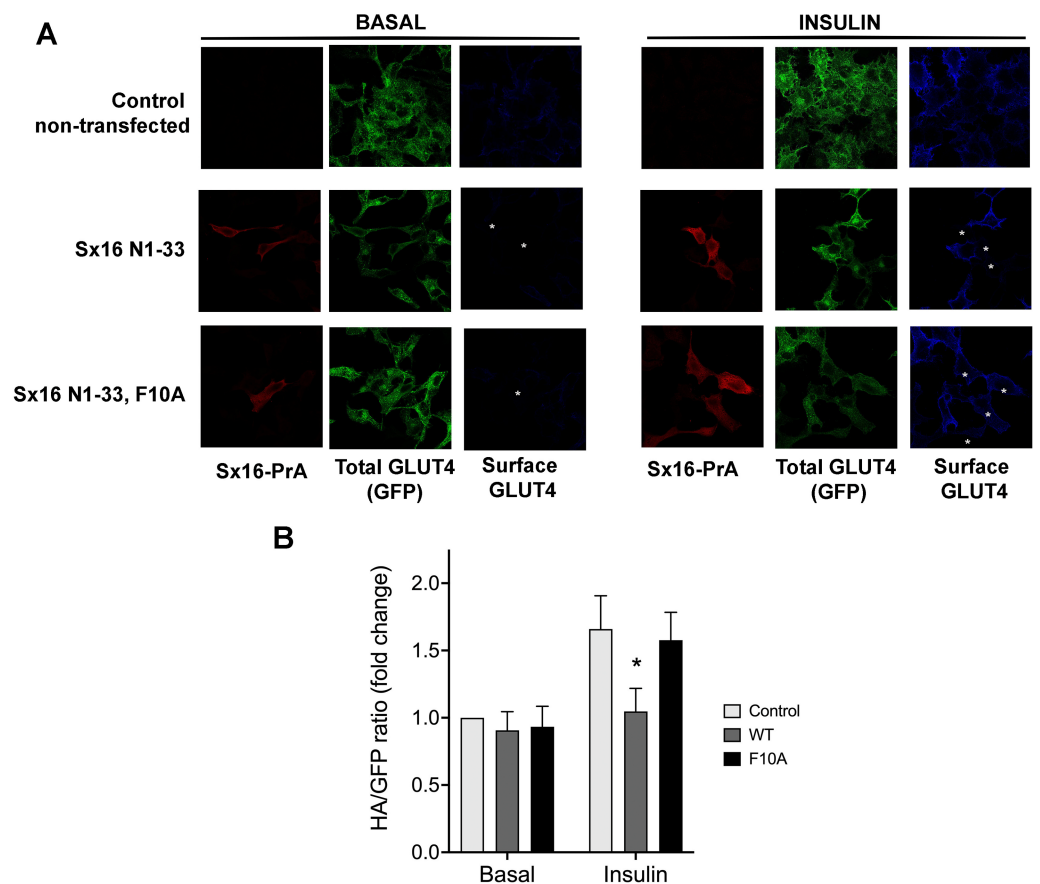 A
BASAL
INSULIN
Control
non-transfected
*
*
*
*
*
Sx16 N1-33
*
*
*
*
*
Sx16 N1-33, F10A
Sx16-PrA
Total GLUT4
(GFP)
Surface
GLUT4
Sx16-PrA
Total GLUT4
(GFP)
Surface
GLUT4
B
HA/GFP ratio (fold change)
2.0
1.5
1.0
0.5
0.0
*
Basal
Insulin
Control
WT
F10A